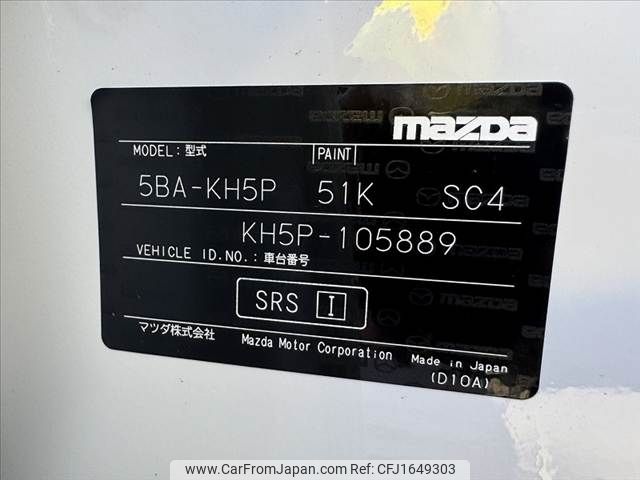 mazda
MODEL：型式 PAINT
5BA-KH5P 51K SC4
KH5P-105889
VEHICLE ID.NO.：車台番号
SRS I
マツダ株式会社 Mazda Motor Corporation Made in Japan
(D10A)
www.CarFromJapan.com - CFJ1649303